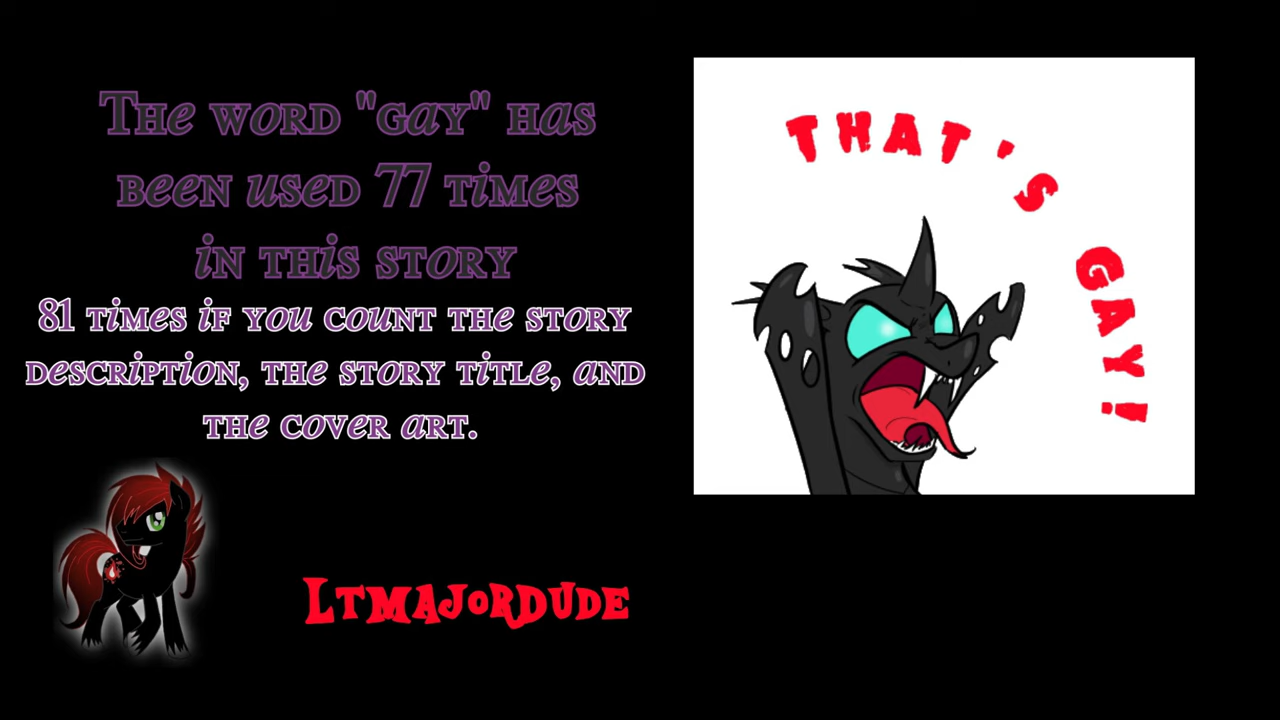 The word "gay" has
been used 77 times
in this story
81 times if you count the story
description, the story title, and
the cover art.
THAT'S GAY!
Ltmajordude